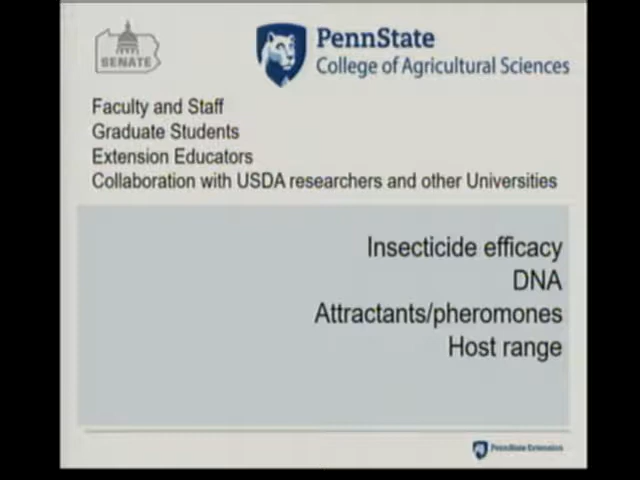 SENATE
PennState
College of Agricultural Sciences
Faculty and Staff
Graduate Students
Extension Educators
Collaboration with USDA researchers and other Universities
Insecticide efficacy
DNA
Attractants/pheromones
Host range
PennState Extension